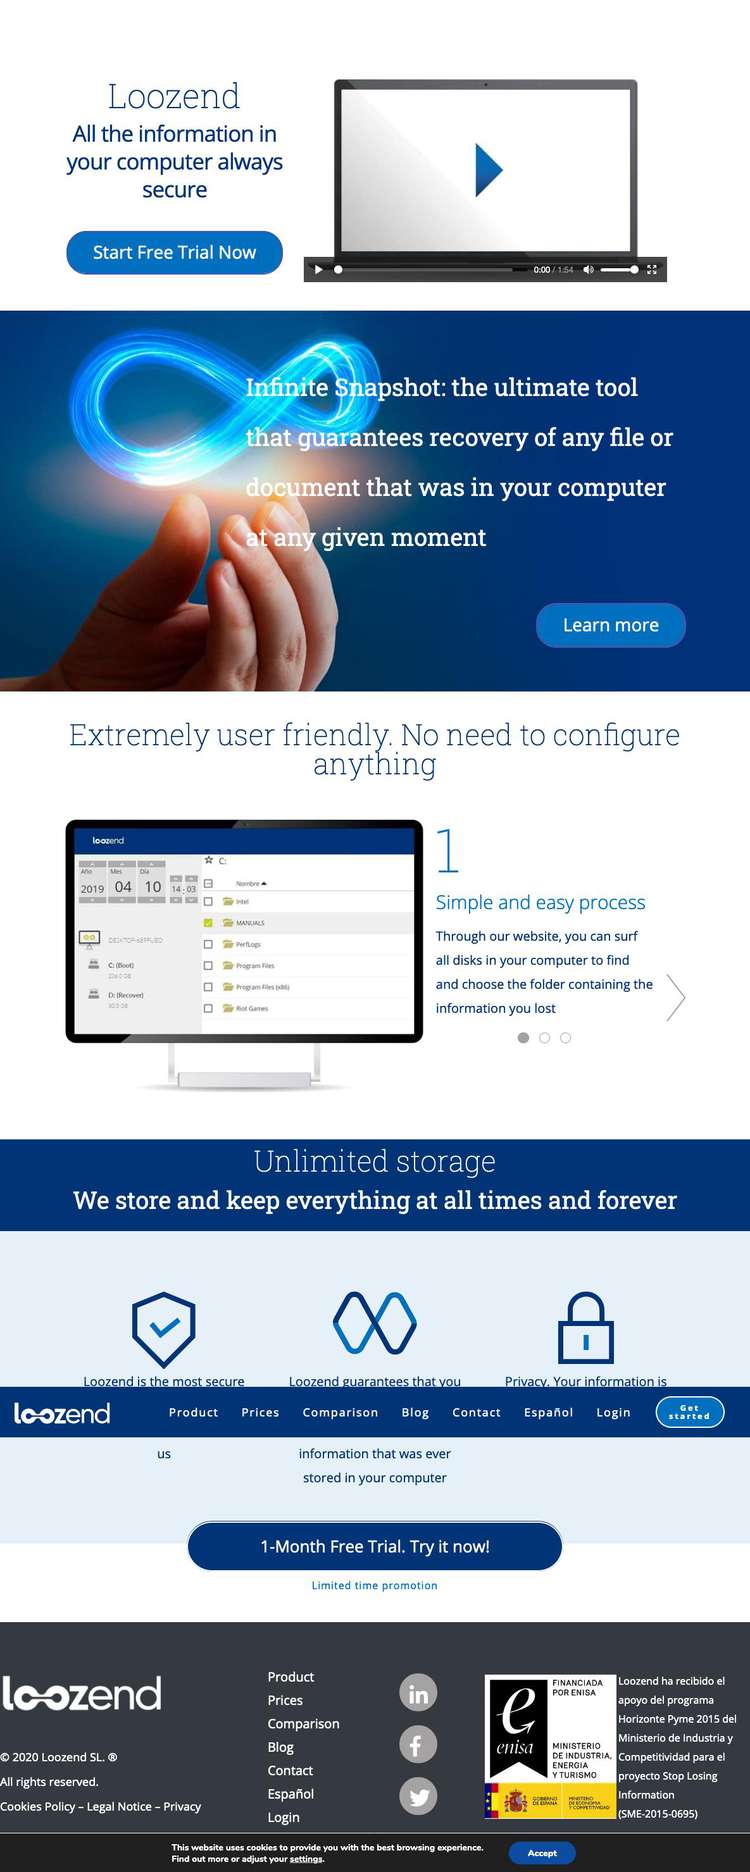 Loozend
All the information in
your computer always
secure
Start Free Trial Now
0:00 / 1:54
Infinite Snapshot: the ultimate tool
that guarantees recovery of any file or
document that was in your computer
at any given moment
Learn more
Extremely user friendly. No need to configure
anything
loozend
Año Mes Día
2019 04 10 14 : 03
C: (Boot)
D: (Recover)
C:
Nombre
Intel
MANUALS
PerfLogs
Program Files
Program Files (x86)
Riot Games
1
Simple and easy process
Through our website, you can surf
all disks in your computer to find
and choose the folder containing the
information you lost
Unlimited storage
We store and keep everything at all times and forever
Loozend is the most secure
Loozend guarantees that you
Privacy. Your information is
loozend
Product Prices Comparison Blog Contact Español Login
Get
started
us
information that was ever
stored in your computer
1-Month Free Trial. Try it now!
Limited time promotion
loozend
© 2020 Loozend SL. ®
All rights reserved.
Cookies Policy – Legal Notice – Privacy
Product
Prices
Comparison
Blog
Contact
Español
Login
in
f
e
enisa
FINANCIADA
POR ENISA
MINISTERIO
DE INDUSTRIA,
ENERGIA
Y TURISMO
GOBIERNO
DE ESPAÑA
MINISTERIO
DE ECONOMIA
Y COMPETITIVIDAD
Loozend ha recibido el
apoyo del programa
Horizonte Pyme 2015 del
Ministerio de Industria y
Competitividad para el
proyecto Stop Losing
Information
(SME-2015-0695)
This website uses cookies to provide you with the best browsing experience.
Find out more or adjust your settings.
Accept